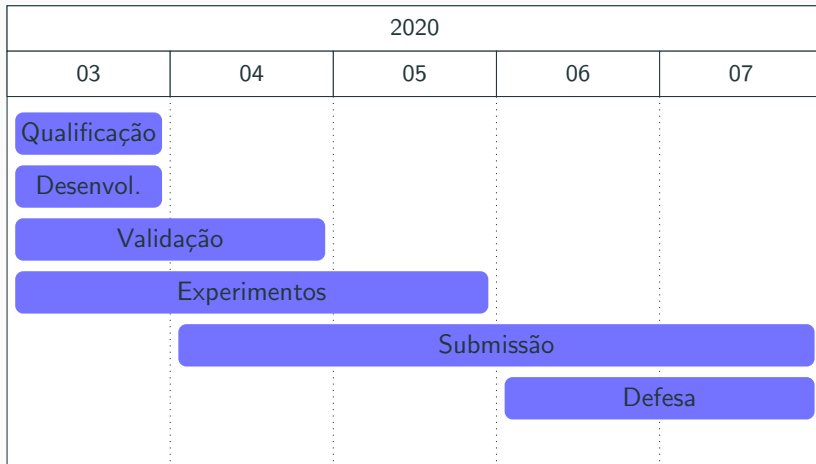 2020
03 04 05 06 07
Qualificação
Desenvol.
Validação
Experimentos
Submissão
Defesa